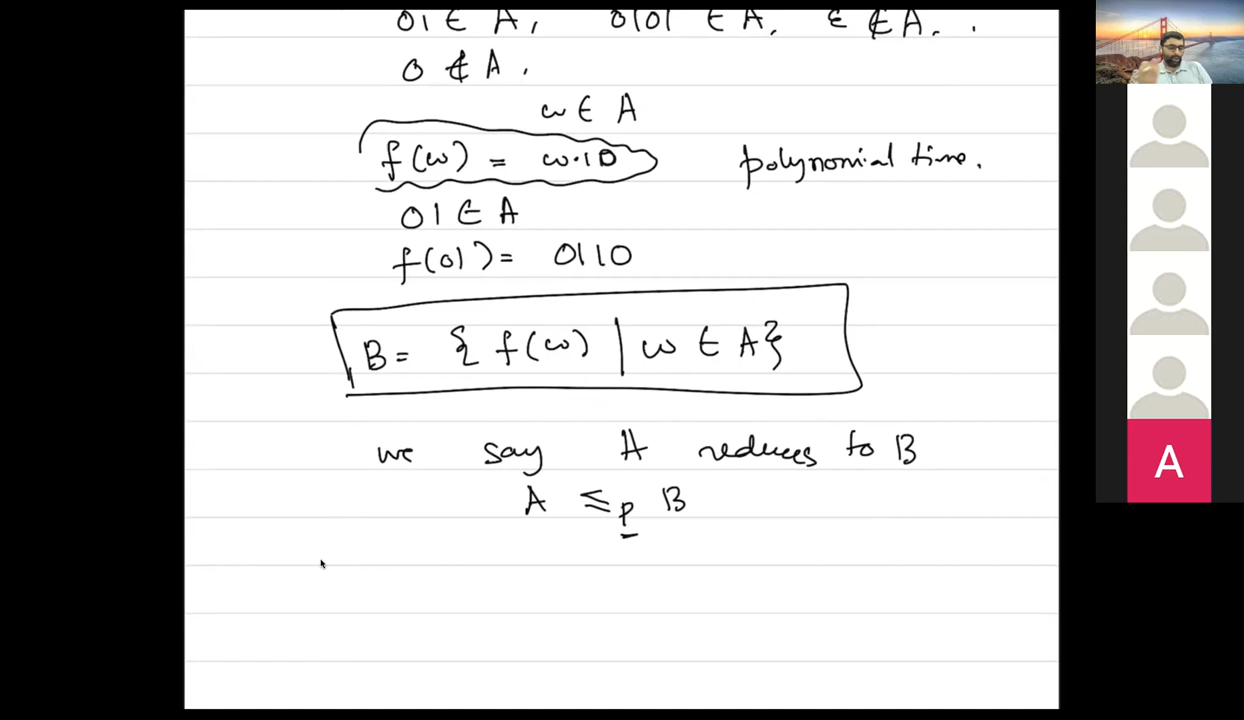 01 ∈ A, 0101 ∈ A, ε ∉ A.
0 ∉ A.
w ∈ A
f(w) = w·10 polynomial time.
01 ∈ A
f(01) = 0110
B = { f(w) | w ∈ A}
we say A reduces to B
A ≤p B
A